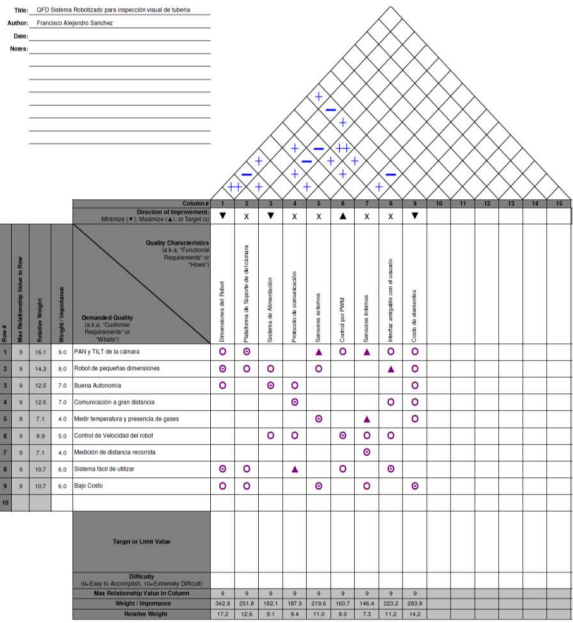 Title: QFD Sistema Robotizado para inspección visual de tuberia
Author: Francisco Alejandro Sanchez
Date:
Notes:
Column # 1 2 3 4 5 6 7 8 9 10 11 12 13 14 15
Direction of Improvement:
Minimize (▼), Maximize (▲), or Target (x)
▼ X ▼ X X ▲ X X ▼
Row #
Max Relationship Value in Row
Relative Weight
Weight / Importance
Quality Characteristics
(a.k.a. "Functional
Requirements" or
"Hows")
Demanded Quality
(a.k.a. "Customer
Requirements" or
"Whats")
Dimensiones del Robot
Plataforma de Soporte de del cámara
Sistema de Alimentación
Protocolo de comunicación
Sensores externos
Control por PWM
Sensores internos
Interfaz amigable con el usuario
Costo de elementos
1 9 16.1 9.0 PAN y TILT de la cámara
2 9 14.3 8.0 Robot de pequeñas dimensiones
3 9 12.5 7.0 Buena Autonomia
4 9 12.5 7.0 Comunicación a gran distancia
5 9 7.1 4.0 Medir temperatura y presencia de gases
6 9 8.9 5.0 Control de Velocidad del robot
7 9 7.1 4.0 Medición de distancia recorrida
8 9 10.7 6.0 Sistema fácil de utilizar
9 9 10.7 6.0 Bajo Costo
10
Target or Limit Value
Difficulty
(0=Easy to Accomplish, 10=Extremely Difficult)
Max Relationship Value in Column 9 9 9 9 9 9 9 9 9
Weight / Importance 342.9 251.8 182.1 187.5 219.6 160.7 146.4 223.2 283.9
Relative Weight 17.2 12.6 9.1 9.4 11.0 8.0 7.3 11.2 14.2